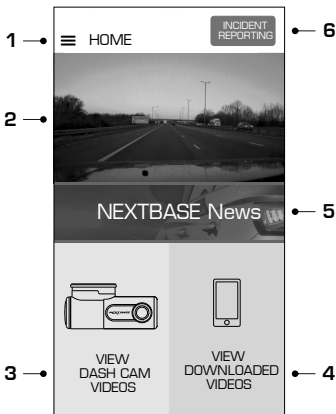 1
HOME
INCIDENT
REPORTING
6
2
NEXTBASE News
5
3
VIEW
DASH CAM
VIDEOS
VIEW
DOWNLOADED
VIDEOS
4